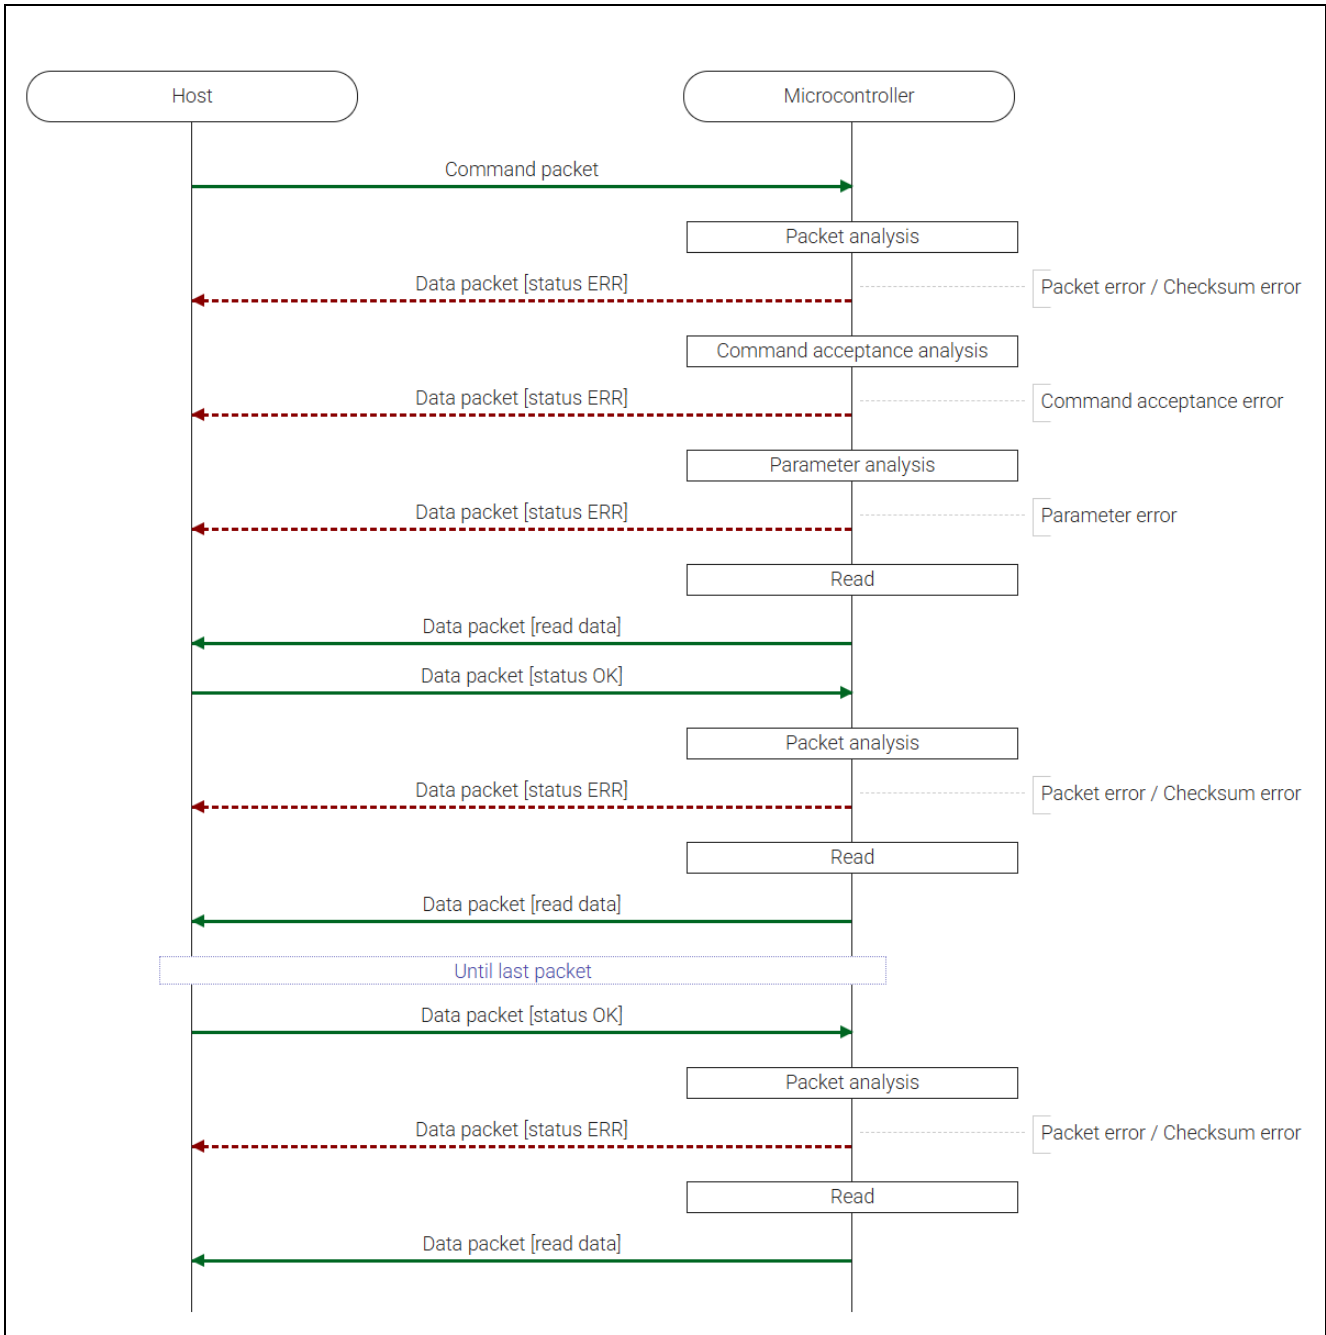 Host
Microcontroller
Command packet
Packet analysis
Data packet [status ERR]
Packet error / Checksum error
Command acceptance analysis
Data packet [status ERR]
Command acceptance error
Parameter analysis
Data packet [status ERR]
Parameter error
Read
Data packet [read data]
Data packet [status OK]
Packet analysis
Data packet [status ERR]
Packet error / Checksum error
Read
Data packet [read data]
Until last packet
Data packet [status OK]
Packet analysis
Data packet [status ERR]
Packet error / Checksum error
Read
Data packet [read data]